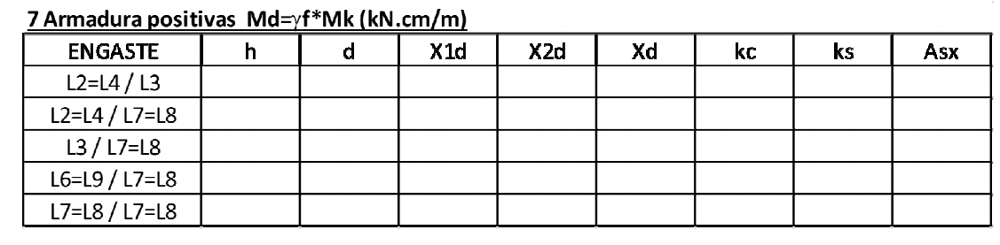 7 Armadura positivas Md=γf*Mk (kN.cm/m)
ENGASTE h d X1d X2d Xd kc ks Asx
L2=L4 / L3
L2=L4 / L7=L8
L3 / L7=L8
L6=L9 / L7=L8
L7=L8 / L7=L8